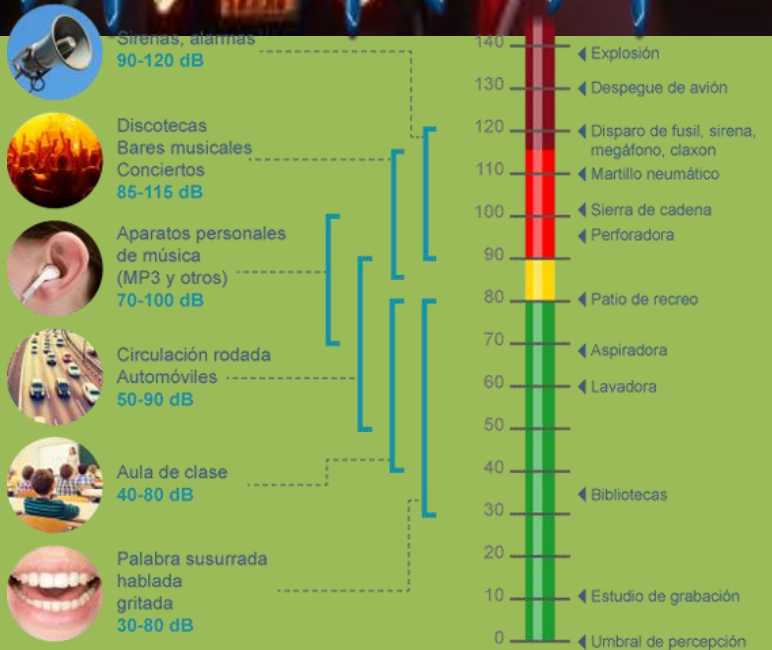 Sirenas, alarmas
90-120 dB
Discotecas
Bares musicales
Conciertos
85-115 dB
Aparatos personales
de música
(MP3 y otros)
70-100 dB
Circulación rodada
Automóviles
50-90 dB
Aula de clase
40-80 dB
Palabra susurrada
hablada
gritada
30-80 dB
140
130
120
110
100
90
80
70
60
50
40
30
20
10
0
Explosión
Despegue de avión
Disparo de fusil, sirena,
megáfono, claxon
Martillo neumático
Sierra de cadena
Perforadora
Patio de recreo
Aspiradora
Lavadora
Bibliotecas
Estudio de grabación
Umbral de percepción